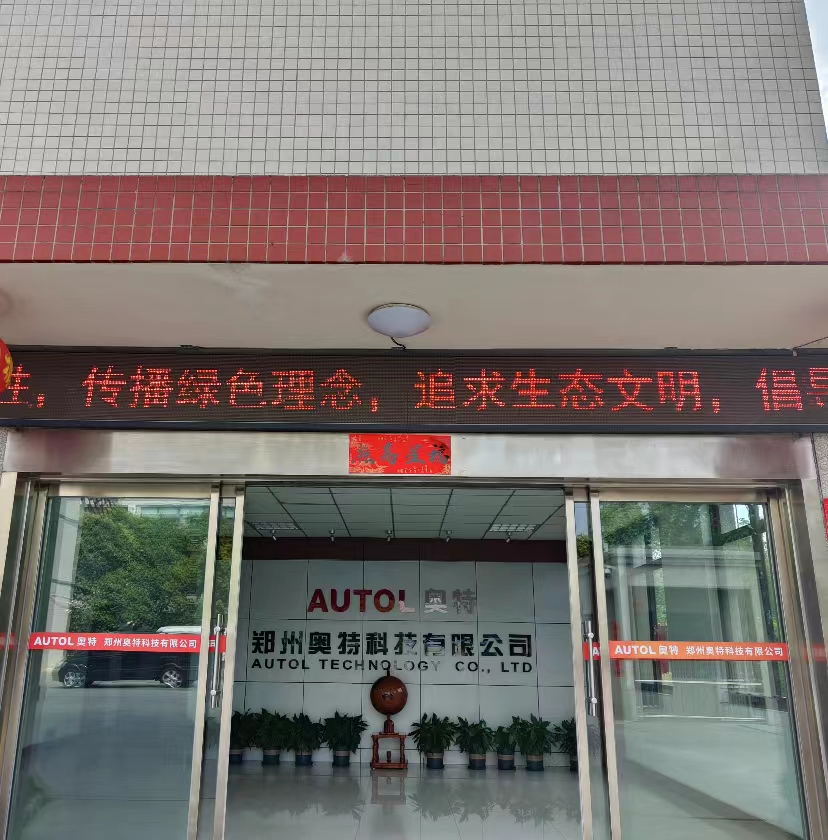 ，传播绿色理念，追求生态文明，倡导
AUTOL 奥特
郑州奥特科技有限公司
AUTOL TECHNOLOGY CO., LTD
AUTOL 奥特 郑州奥特科技有限公司
AUTOL 奥特 郑州奥特科技有限公司